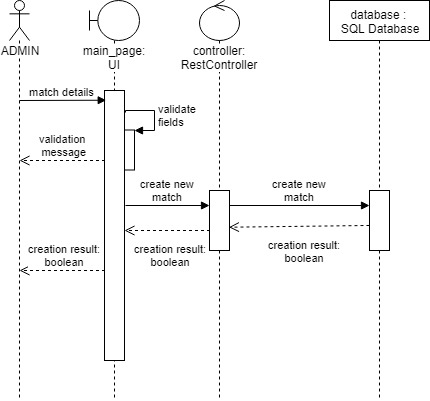 ADMIN
main_page:
UI
controller:
RestController
database :
SQL Database
match details
validate
fields
validation
message
create new
match
create new
match
creation result:
boolean
creation result:
boolean
creation result:
boolean